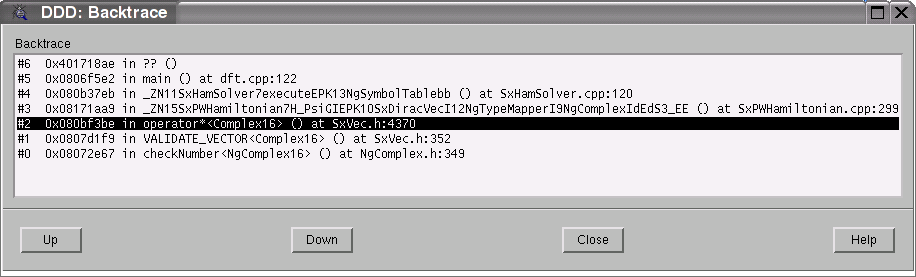 DDD: Backtrace
Backtrace
#6 0x401718ae in ?? ()
#5 0x0806f5e2 in main () at dft.cpp:122
#4 0x080b37eb in _ZN11SxHamSolver7executeEPK13NgSymbolTablebb () at SxHamSolver.cpp:120
#3 0x08171aa9 in _ZN15SxPWHamiltonian7H_PsiGIEPK10SxDiracVecI12NgTypeMapperI9NgComplexIdEdS3_EE () at SxPWHamiltonian.cpp:299
#2 0x080bf3be in operator*<Complex16> () at SxVec.h:4370
#1 0x0807d1f9 in VALIDATE_VECTOR<Complex16> () at SxVec.h:352
#0 0x08072e67 in checkNumber<NgComplex16> () at NgComplex.h:349
Up Down Close Help